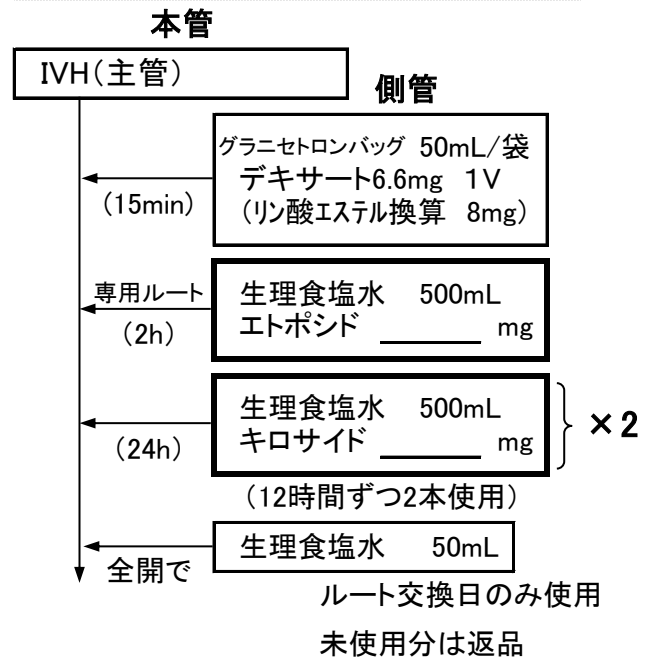 本管
IVH（主管）
側管
グラニセトロンバッグ 50mL/袋
デキサート6.6mg 1V
（リン酸エステル換算 8mg）
（15min）
専用ルート
（2h）
生理食塩水 500mL
エトポシド ______ mg
（24h）
生理食塩水 500mL
キロサイド ______ mg
×2
（12時間ずつ2本使用）
全開で
生理食塩水 50mL
ルート交換日のみ使用
未使用分は返品